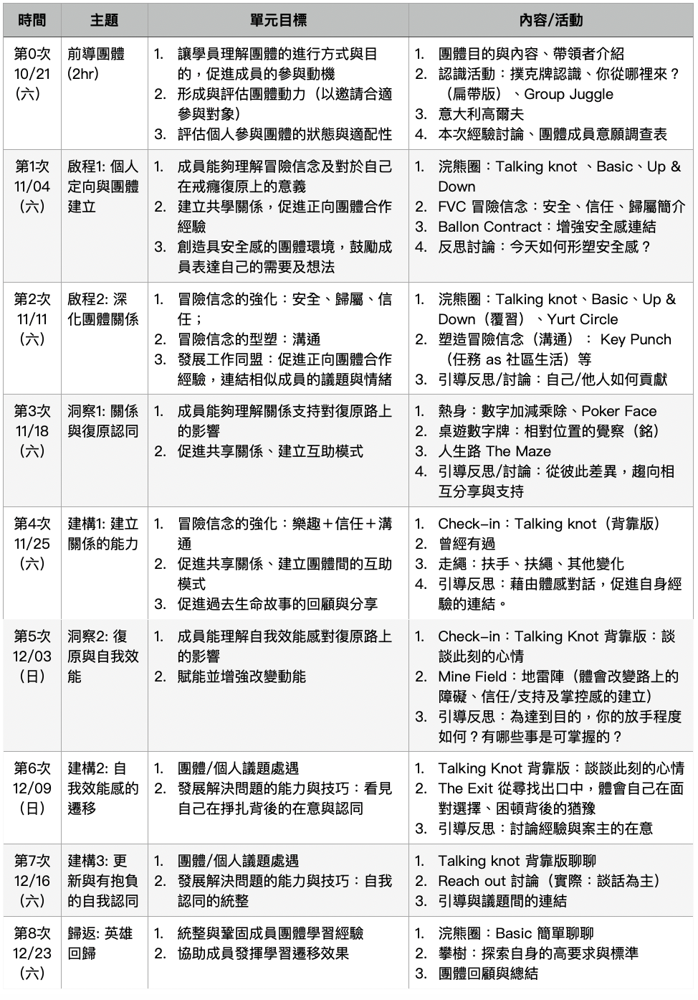 時間
主題
單元目標
內容/活動
第0次
10/21
（六）
前導團體
(2hr)
1. 讓學員理解團體的進行方式與目
的，促進成員的參與動機
2. 形成與評估團體動力（以邀請合適
參與對象）
3. 評估個人參與團體的狀態與適配性
1. 團體目的與內容、帶領者介紹
2. 認識活動：撲克牌認識、你從哪裡來？
（扁帶版）、Group Juggle
3. 意大利高爾夫
4. 本次經驗討論、團體成員意願調查表
第1次
11/04
（六）
啟程1: 個人
定向與團體
建立
1. 成員能夠理解冒險信念及對於自己
在戒癮復原上的意義
2. 建立共學關係，促進正向團體合作
經驗
3. 創造具安全感的團體環境，鼓勵成
員表達自己的需要及想法
1. 浣熊圈：Talking knot 、Basic、Up &
Down
2. FVC 冒險信念：安全、信任、歸屬簡介
3. Ballon Contract：增強安全感連結
4. 反思討論：今天如何形塑安全感？
第2次
11/11
（六）
啟程2: 深
化團體關係
1. 冒險信念的強化：安全、歸屬、信
任；
2. 冒險信念的型塑：溝通
3. 發展工作同盟：促進正向團體合作
經驗，連結相似成員的議題與情緒
1. 浣熊圈：Talking knot、Basic、Up &
Down（覆習）、Yurt Circle
2. 塑造冒險信念（溝通）： Key Punch
（任務 as 社區生活）等
3. 引導反思/討論：自己/他人如何貢獻
第3次
11/18
（六）
洞察1: 關係
與復原認同
1. 成員能夠理解關係支持對復原路上
的影響
2. 促進共享關係、建立互助模式
1. 熱身：數字加減乘除、Poker Face
2. 桌遊數字牌：相對位置的覺察（銘）
3. 人生路 The Maze
4. 引導反思/討論：從彼此差異，趨向相
互分享與支持
第4次
11/25
（六）
建構1: 建立
關係的能力
1. 冒險信念的強化：樂趣＋信任＋溝
通
2. 促進共享關係、建立團體間的互助
模式
3. 促進過去生命故事的回顧與分享
1. Check–in：Talking knot（背靠版）
2. 曾經有過
3. 走繩：扶手、扶繩、其他變化
4. 引導反思：藉由體感對話，促進自身經
驗的連結。
第5次
12/03
（日）
洞察2: 復
原與自我效
能
1. 成員能理解自我效能感對復原路上
的影響
2. 賦能並增強改變動能
1. Check–in：Talking Knot 背靠版：談
談此刻的心情
2. Mine Field：地雷陣（體會改變路上的
障礙、信任/支持及掌控感的建立）
3. 引導反思：為達到目的，你的放手程度
如何？有哪些事是可掌握的？
第6次
12/09
（日）
建構2: 自
我效能感的
遷移
1. 團體/個人議題處遇
2. 發展解決問題的能力與技巧：看見
自己在掙扎背後的在意與認同
1. Talking Knot 背靠版：談談此刻的心情
2. The Exit 從尋找出口中，體會自己在面
對選擇、困頓背後的猶豫
3. 引導反思：討論經驗與案主的在意
第7次
12/16
（六）
建構3: 更
新與有抱負
的自我認同
1. 團體/個人議題處遇
2. 發展解決問題的能力與技巧：自我
認同的統整
1. Talking knot 背靠版聊聊
2. Reach out 討論（實際：談話為主）
3. 引導與議題間的連結
第8次
12/23
（六）
歸返: 英雄
回歸
1. 統整與鞏固成員團體學習經驗
2. 協助成員發揮學習遷移效果
1. 浣熊圈：Basic 簡單聊聊
2. 攀樹：探索自身的高要求與標準
3. 團體回顧與總結